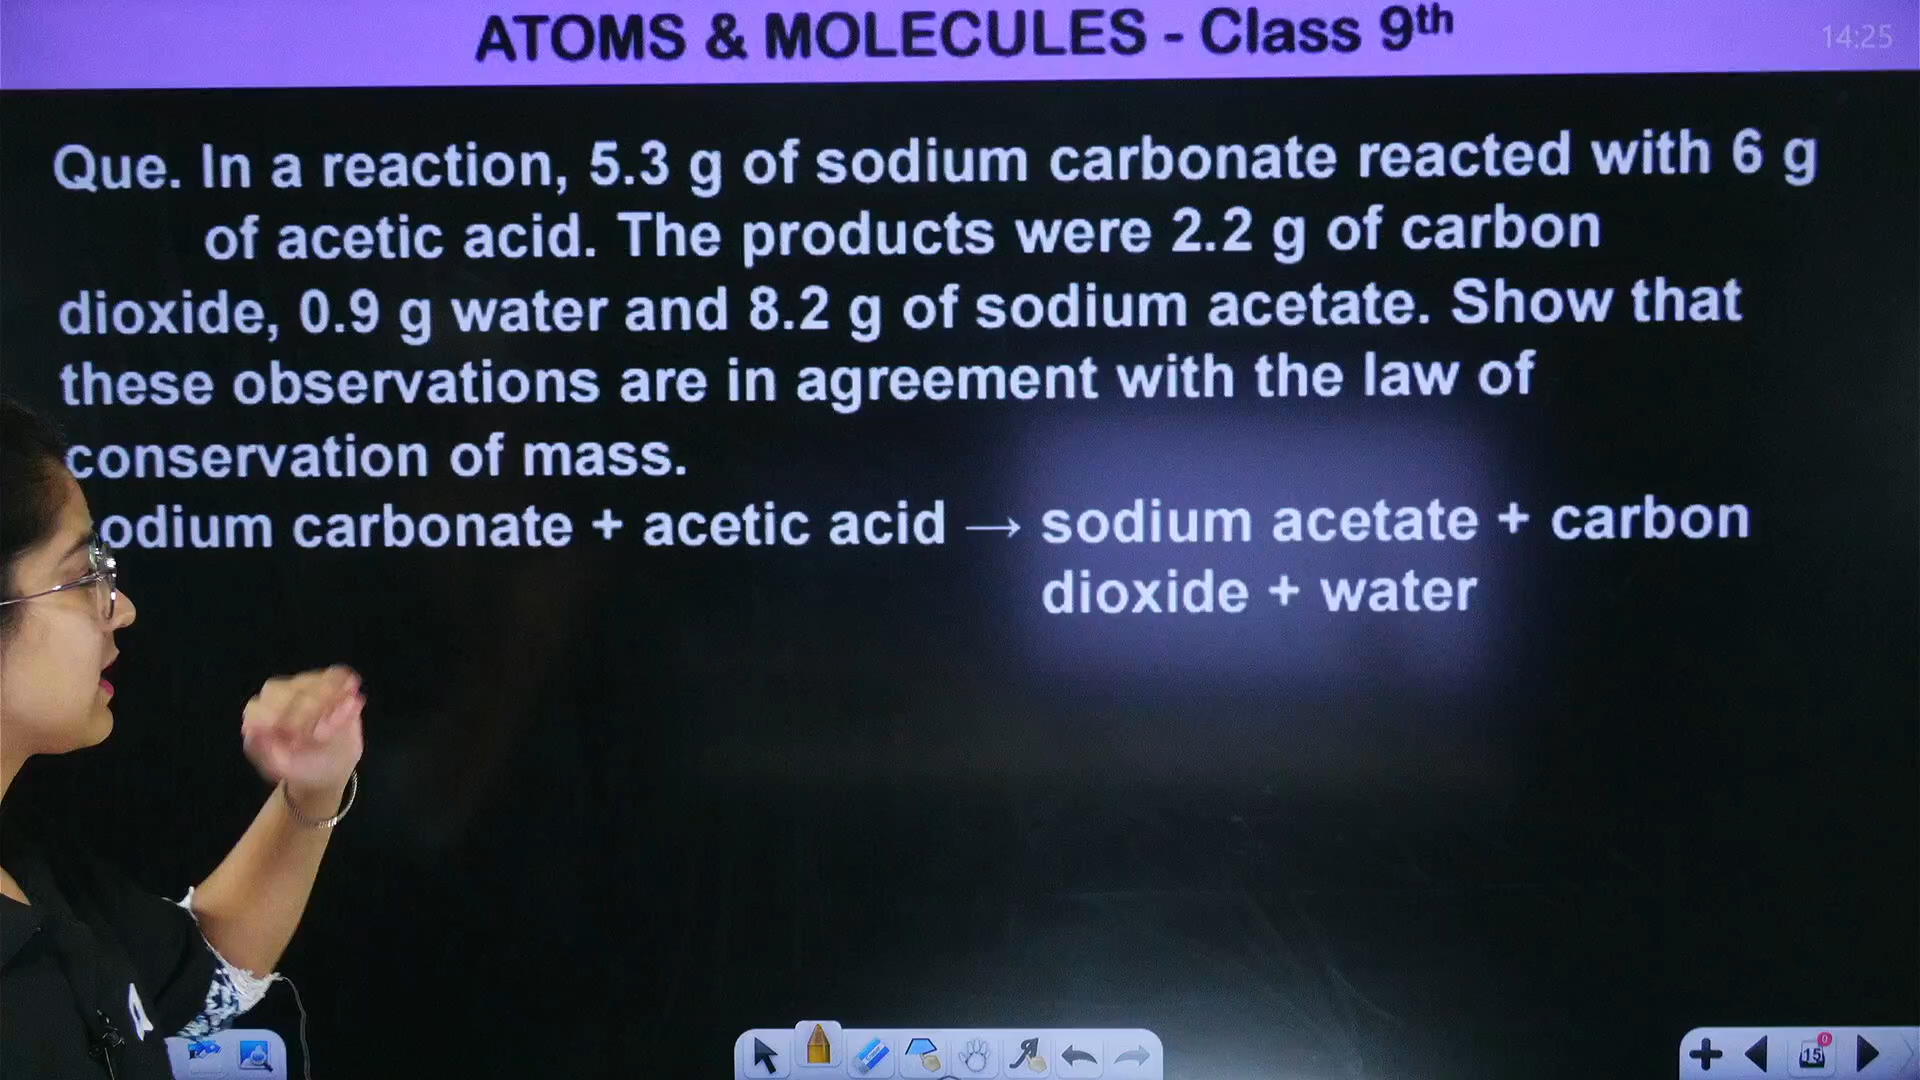 ATOMS & MOLECULES - Class 9th
14:25
Que. In a reaction, 5.3 g of sodium carbonate reacted with 6 g
of acetic acid. The products were 2.2 g of carbon
dioxide, 0.9 g water and 8.2 g of sodium acetate. Show that
these observations are in agreement with the law of
conservation of mass.
odium carbonate + acetic acid → sodium acetate + carbon
dioxide + water
15
0